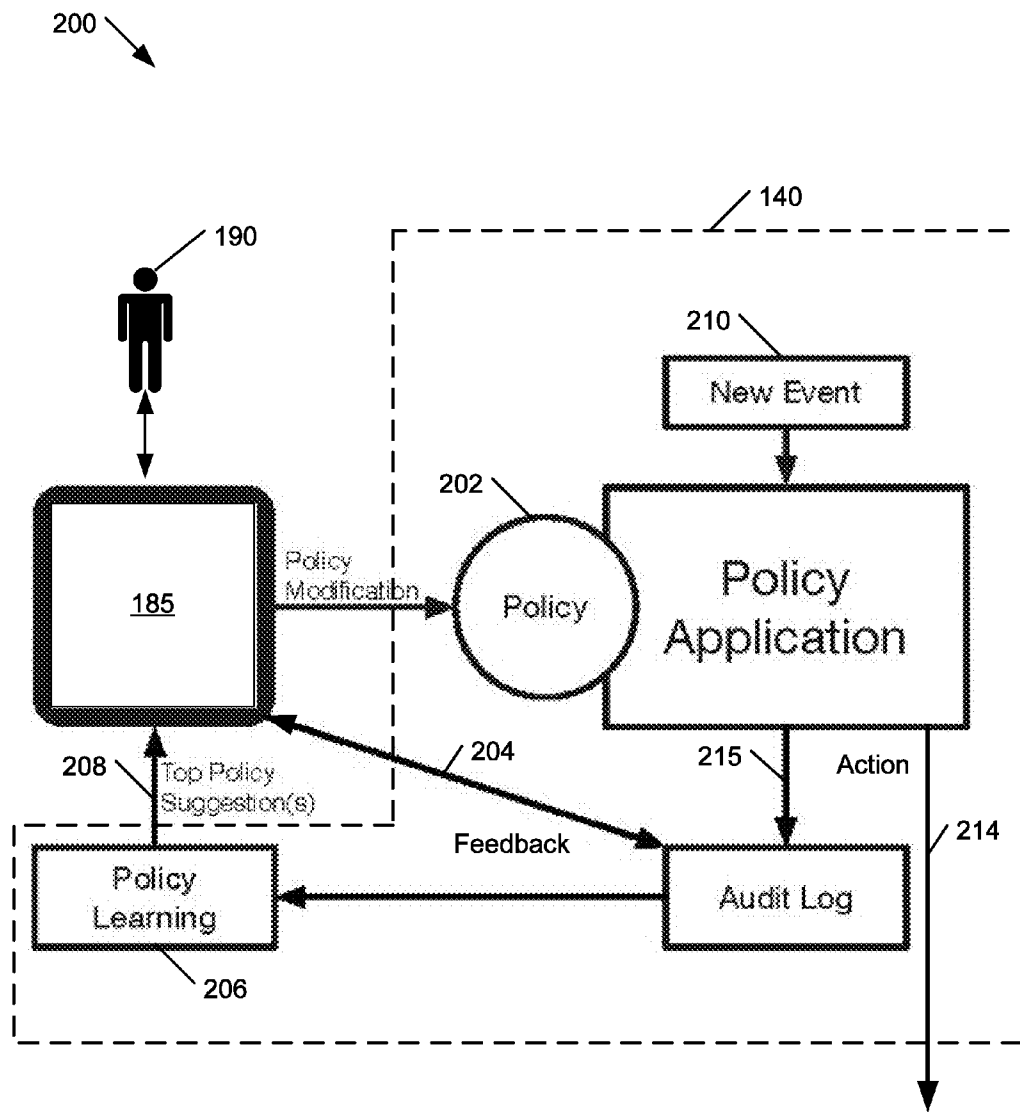 200
140
190
210
New Event
202
Policy
Modification
185
Policy
Policy
Application
208
Top Policy
Suggestion(s)
204
215
Action
Feedback
214
Policy
Learning
Audit Log
206